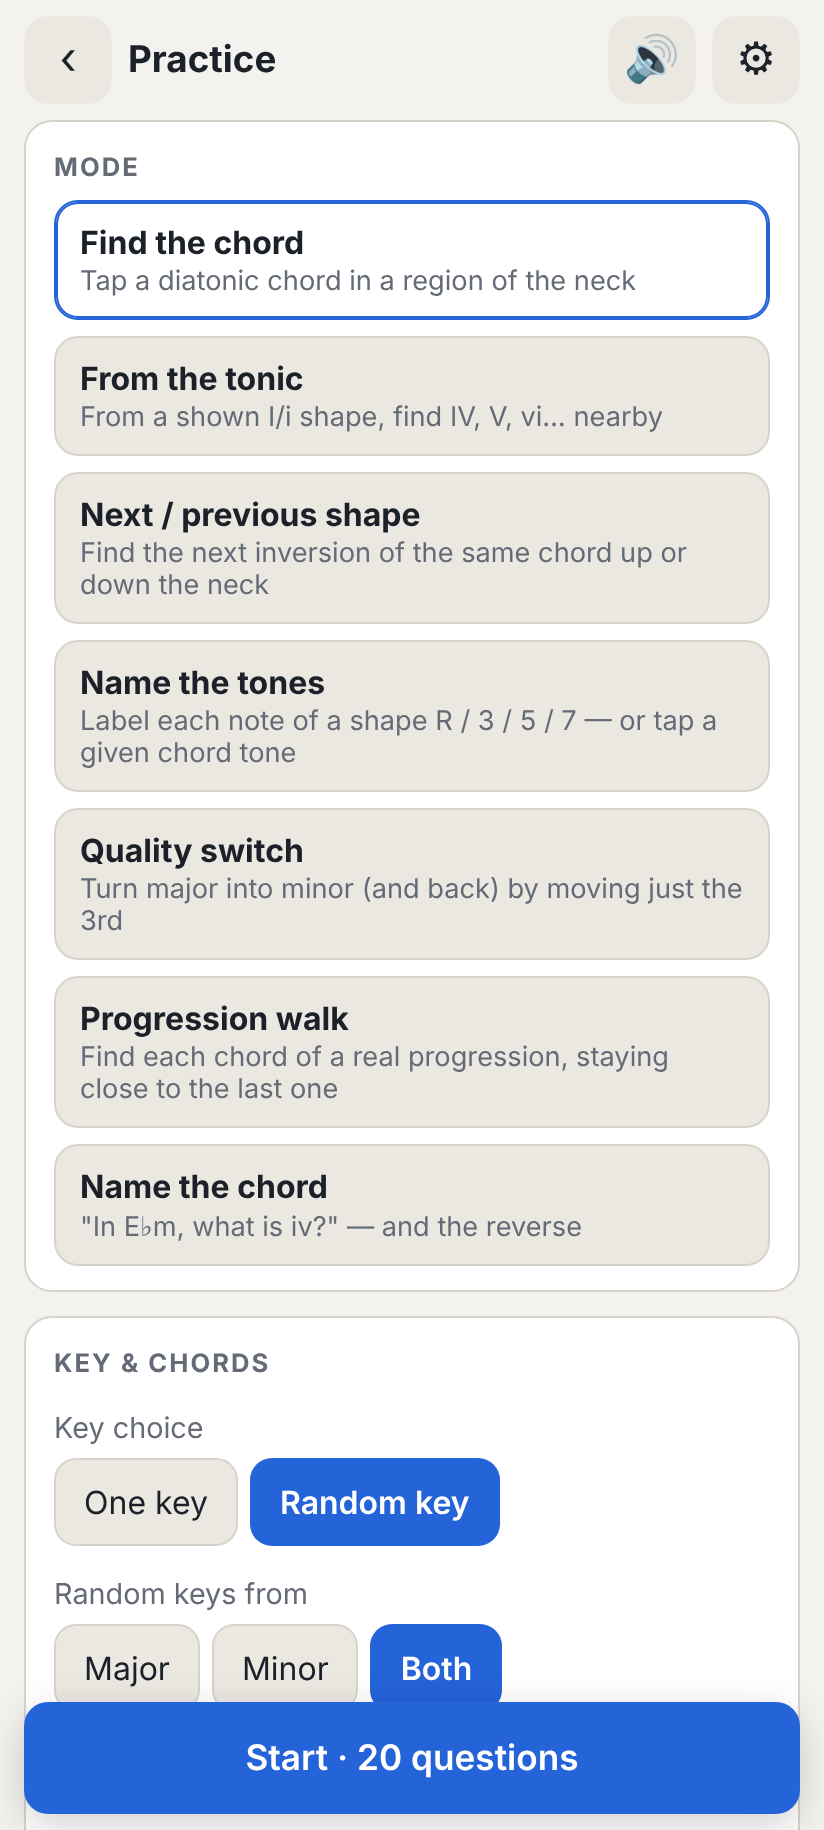 Practice
MODE
Find the chord
Tap a diatonic chord in a region of the neck
From the tonic
From a shown I/i shape, find IV, V, vi... nearby
Next / previous shape
Find the next inversion of the same chord up or
down the neck
Name the tones
Label each note of a shape R / 3 / 5 / 7 — or tap a
given chord tone
Quality switch
Turn major into minor (and back) by moving just the
3rd
Progression walk
Find each chord of a real progression, staying
close to the last one
Name the chord
"In E♭m, what is iv?" — and the reverse
KEY & CHORDS
Key choice
One key Random key
Random keys from
Major Minor Both
Start · 20 questions